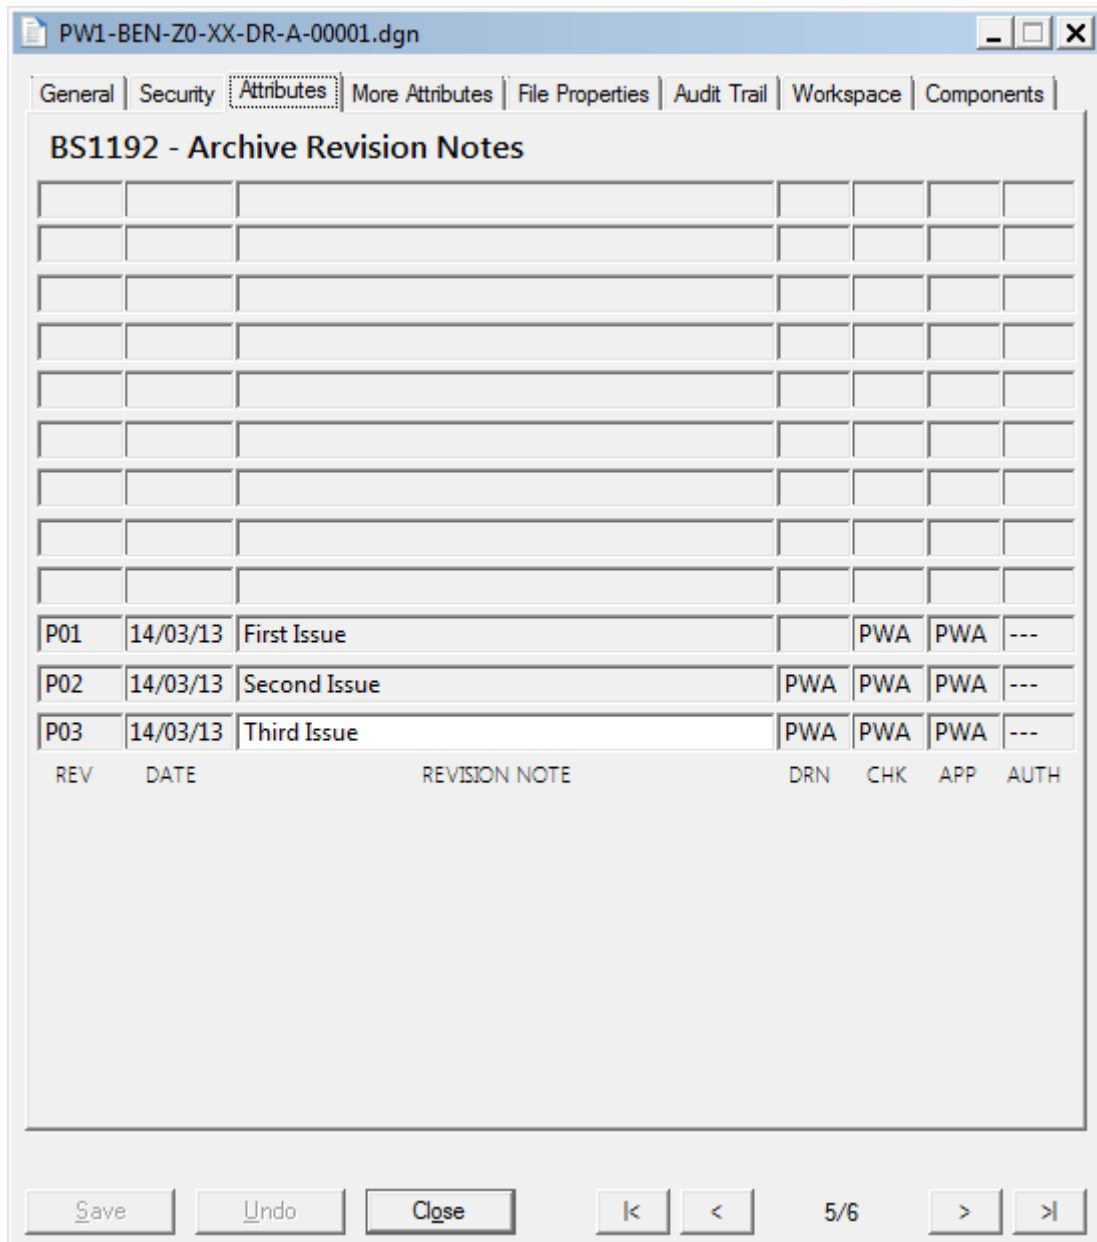 PW1-BEN-Z0-XX-DR-A-00001.dgn
General Security Attributes More Attributes File Properties Audit Trail Workspace Components
BS1192 - Archive Revision Notes
P01 14/03/13 First Issue PWA PWA ---
P02 14/03/13 Second Issue PWA PWA PWA ---
P03 14/03/13 Third Issue PWA PWA PWA ---
REV DATE REVISION NOTE DRN CHK APP AUTH
Save Undo Close |< < 5/6 > >|